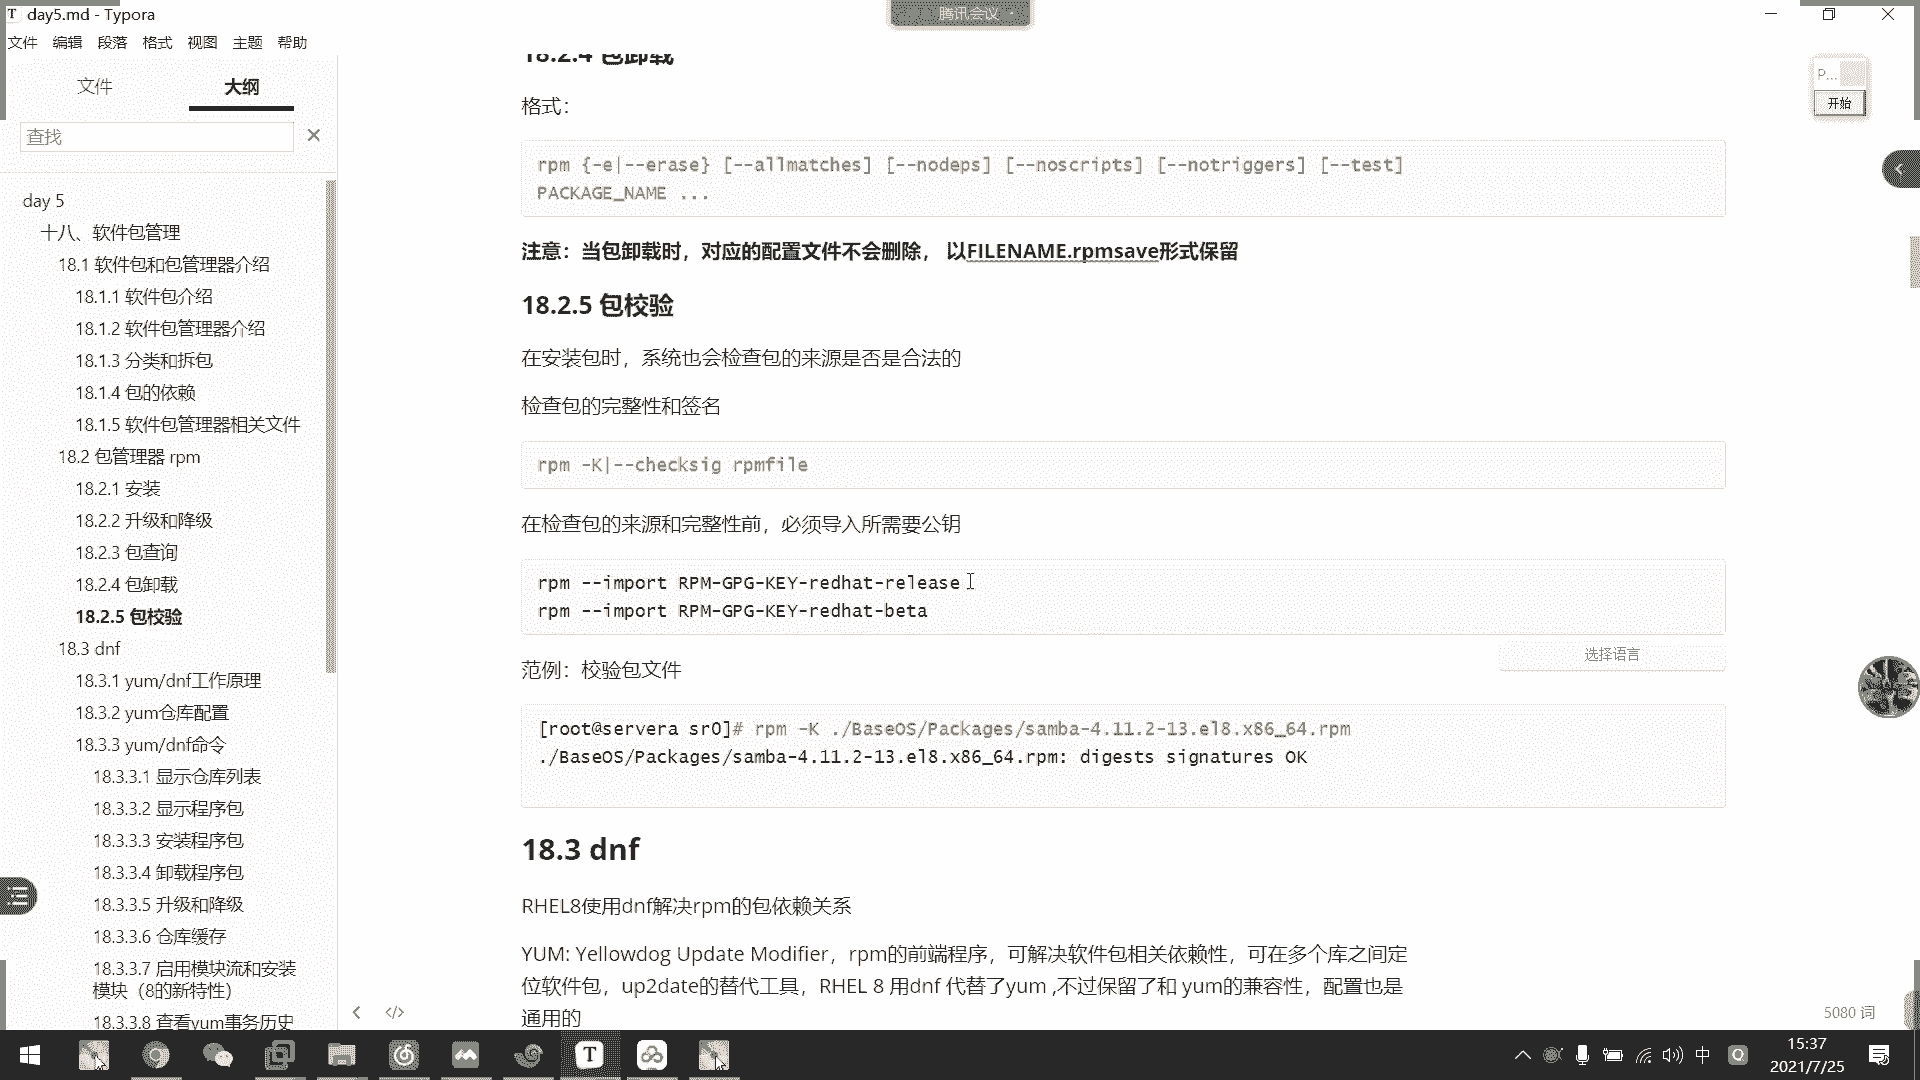 day5.md - Typora
腾讯会议
文件 编辑 段落 格式 视图 主题 帮助
文件 大纲
查找
day 5
十八、软件包管理
18.1 软件包和包管理器介绍
18.1.1 软件包介绍
18.1.2 软件包管理器介绍
18.1.3 分类和拆包
18.1.4 包的依赖
18.1.5 软件包管理器相关文件
18.2 包管理器 rpm
18.2.1 安装
18.2.2 升级和降级
18.2.3 包查询
18.2.4 包卸载
18.2.5 包校验
18.3 dnf
18.3.1 yum/dnf工作原理
18.3.2 yum仓库配置
18.3.3 yum/dnf命令
18.3.3.1 显示仓库列表
18.3.3.2 显示程序包
18.3.3.3 安装程序包
18.3.3.4 卸载程序包
18.3.3.5 升级和降级
18.3.3.6 仓库缓存
18.3.3.7 启用模块流和安装
模块（8的新特性）
18.3.3.8 查看yum事务历史
18.2.4 包卸载
格式：
rpm {-e|--erase} [--allmatches] [--nodeps] [--noscripts] [--notriggers] [--test]
PACKAGE_NAME ...
注意：当包卸载时，对应的配置文件不会删除， 以FILENAME.rpmsave形式保留
18.2.5 包校验
在安装包时，系统也会检查包的来源是否是合法的
检查包的完整性和签名
rpm -K|--checksig rpmfile
在检查包的来源和完整性前，必须导入所需要公钥
rpm --import RPM-GPG-KEY-redhat-release
rpm --import RPM-GPG-KEY-redhat-beta
选择语言
范例：校验包文件
[root@servera sr0]# rpm -K ./BaseOS/Packages/samba-4.11.2-13.el8.x86_64.rpm
./BaseOS/Packages/samba-4.11.2-13.el8.x86_64.rpm: digests signatures OK
18.3 dnf
RHEL8使用dnf解决rpm的包依赖关系
YUM: Yellowdog Update Modifier，rpm的前端程序，可解决软件包相关依赖性，可在多个库之间定
位软件包，up2date的替代工具，RHEL 8 用dnf 代替了yum ,不过保留了和 yum的兼容性，配置也是
通用的
P...
开始
5080 词
中
15:37
2021/7/25